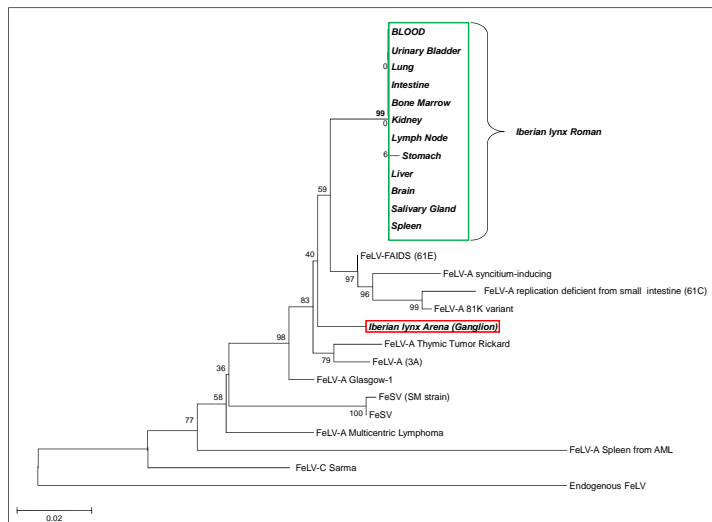 BLOOD
Urinary Bladder
0
Lung
Intestine
Bone Marrow
99
Kidney
0
Lymph Node
Iberian lynx Roman
6
Stomach
Liver
59
Brain
Salivary Gland
Spleen
40
FeLV-FAIDS (61E)
97
FeLV-A syncitium-inducing
96
FeLV-A replication deficient from small intestine (61C)
83
99
FeLV-A 81K variant
Iberian lynx Arena (Ganglion)
98
FeLV-A Thymic Tumor Rickard
79
FeLV-A (3A)
36
FeLV-A Glasgow-1
58
FeSV (SM strain)
100
FeSV
77
FeLV-A Multicentric Lymphoma
FeLV-A Spleen from AML
FeLV-C Sarma
Endogenous FeLV
0.02